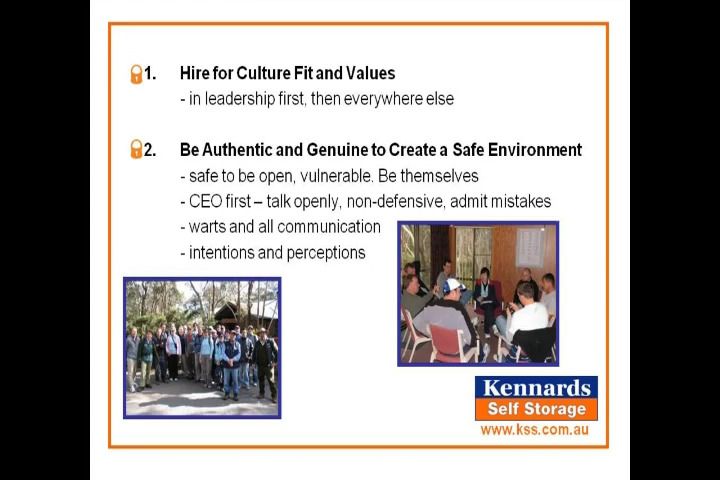 1. Hire for Culture Fit and Values
- in leadership first, then everywhere else
2. Be Authentic and Genuine to Create a Safe Environment
- safe to be open, vulnerable. Be themselves
- CEO first – talk openly, non-defensive, admit mistakes
- warts and all communication
- intentions and perceptions
Kennards
Self Storage
www.kss.com.au